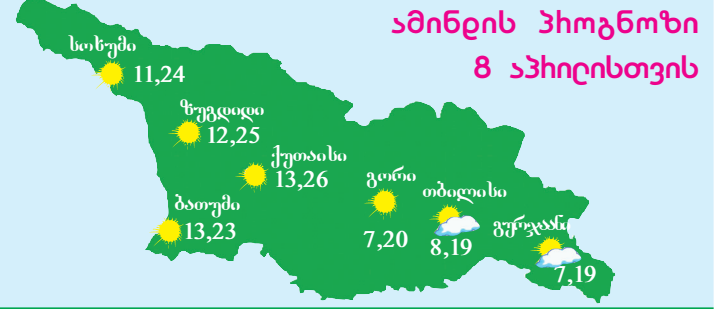 ამინდის პროგნოზი
8 აპრილისთვის
სოხუმი
11,24
ზუგდიდი
12,25
ქუთაისი
13,26
გორი
7,20
თბილისი
8,19
ბათუმი
13,23
გურჯაანი
7,19